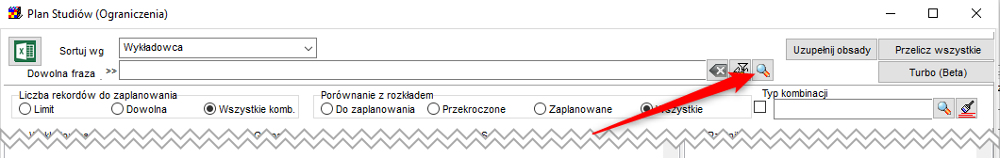 Plan Studiów (Ograniczenia)
Sortuj wg Wykładowca Uzupełnij obsady Przelicz wszystkie
Dowolna fraza >> Turbo (Beta)
Liczba rekordów do zaplanowania Porównanie z rozkładem Typ kombinacji
Limit Dowolna Wszystkie komb. Do zaplanowania Przekroczone Zaplanowane Wszystkie